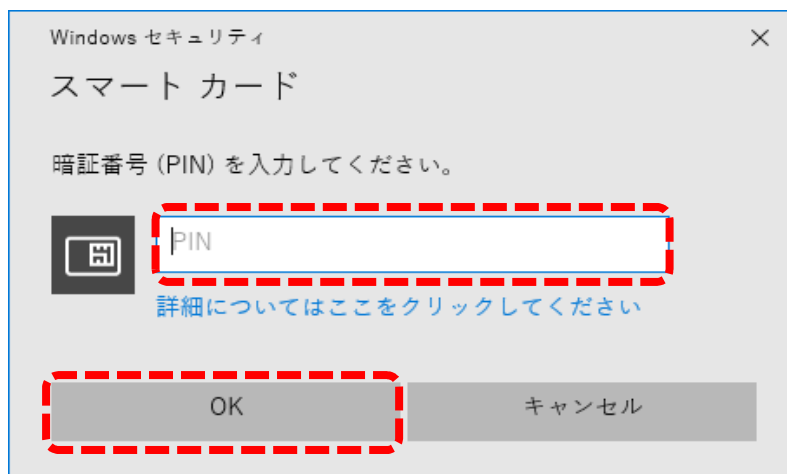 Windows セキュリティ
スマート カード
暗証番号 (PIN) を入力してください。
PIN
詳細についてはここをクリックしてください
OK
キャンセル